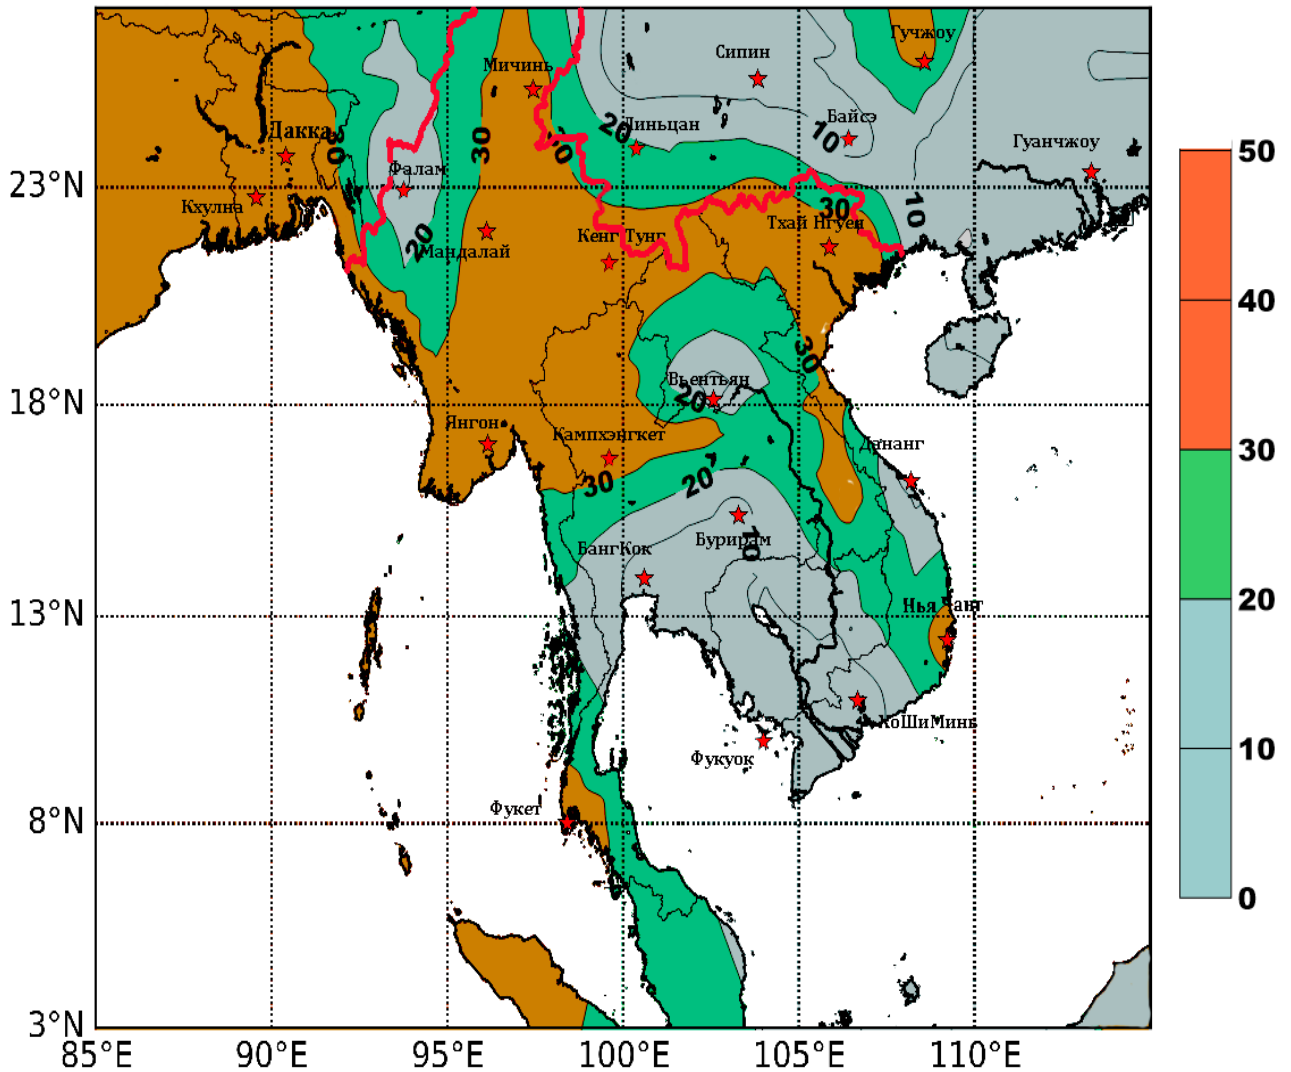 Гучжоу
Сипин
Мичинь
Байсэ
20
Линьцан
10
Дакка
Гуанчжоу
30
30
30
Фалам
23°N
Кхулна
10
30
Тхай Нгуен
20
Мандалай
Кенг Тунг
30
Вьентьян
20
18°N
Янгон
Кампхэнгкет
Дананг
30
20
Бурирам
10
БангКок
13°N
Нья Чанг
ХоШиМинь
Фукуок
Фукет
8°N
3°N
85°E
90°E
95°E
100°E
105°E
110°E
50
40
30
20
10
0